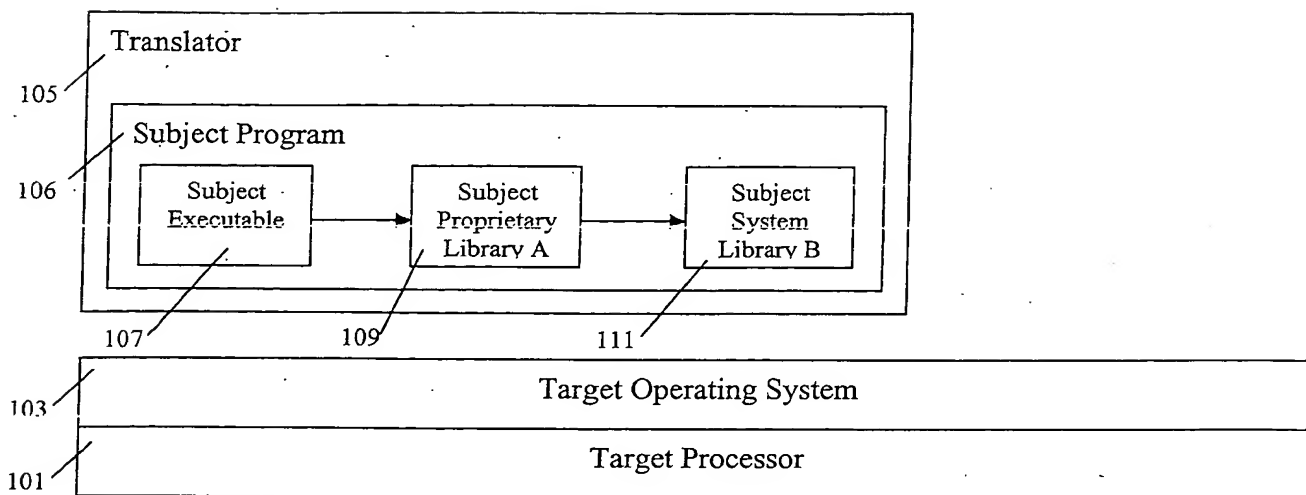 Translator
105
Subject Program
106
Subject
Executable
Subject
Proprietary
Library A
Subject
System
Library B
107
109
111
103
Target Operating System
101
Target Processor